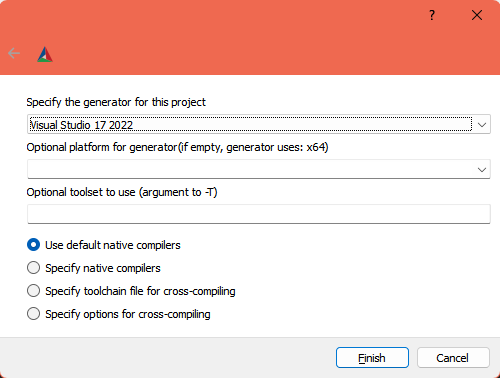 ?
Specify the generator for this project
Visual Studio 17 2022
Optional platform for generator(if empty, generator uses: x64)
Optional toolset to use (argument to -T)
Use default native compilers
Specify native compilers
Specify toolchain file for cross-compiling
Specify options for cross-compiling
Finish Cancel